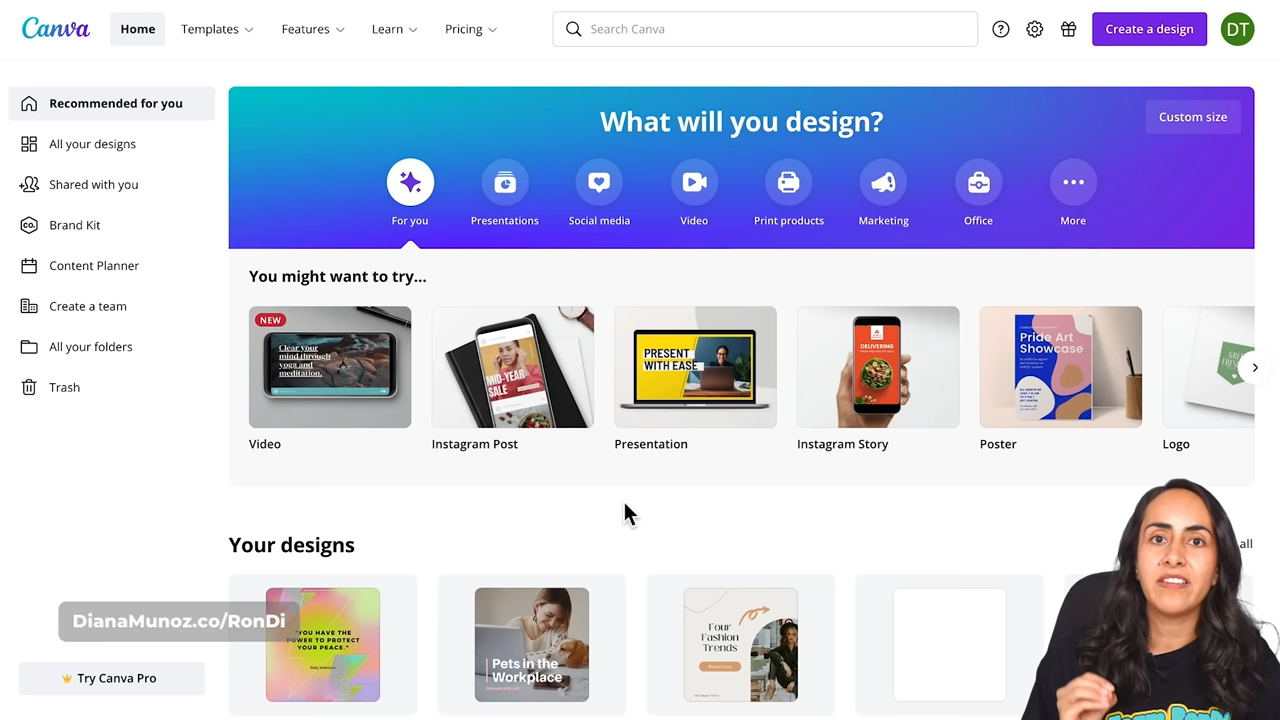 Canva
Home
Templates
Features
Learn
Pricing
Search Canva
Create a design
DT
Recommended for you
All your designs
Shared with you
Brand Kit
Content Planner
Create a team
All your folders
Trash
What will you design?
Custom size
For you
Presentations
Social media
Video
Print products
Marketing
Office
More
You might want to try...
NEW
Clear your
mind through
yoga and
meditation.
MID-YEAR
SALE
PRESENT
WITH EASE
DELIVERING
Pride Art
Showcase
Video
Instagram Post
Presentation
Instagram Story
Poster
Logo
Your designs
all
DianaMunoz.co/RonDi
"YOU HAVE THE
POWER TO PROTECT
YOUR PEACE."
Pets in the
Workplace
Four
Fashion
Trends
Try Canva Pro